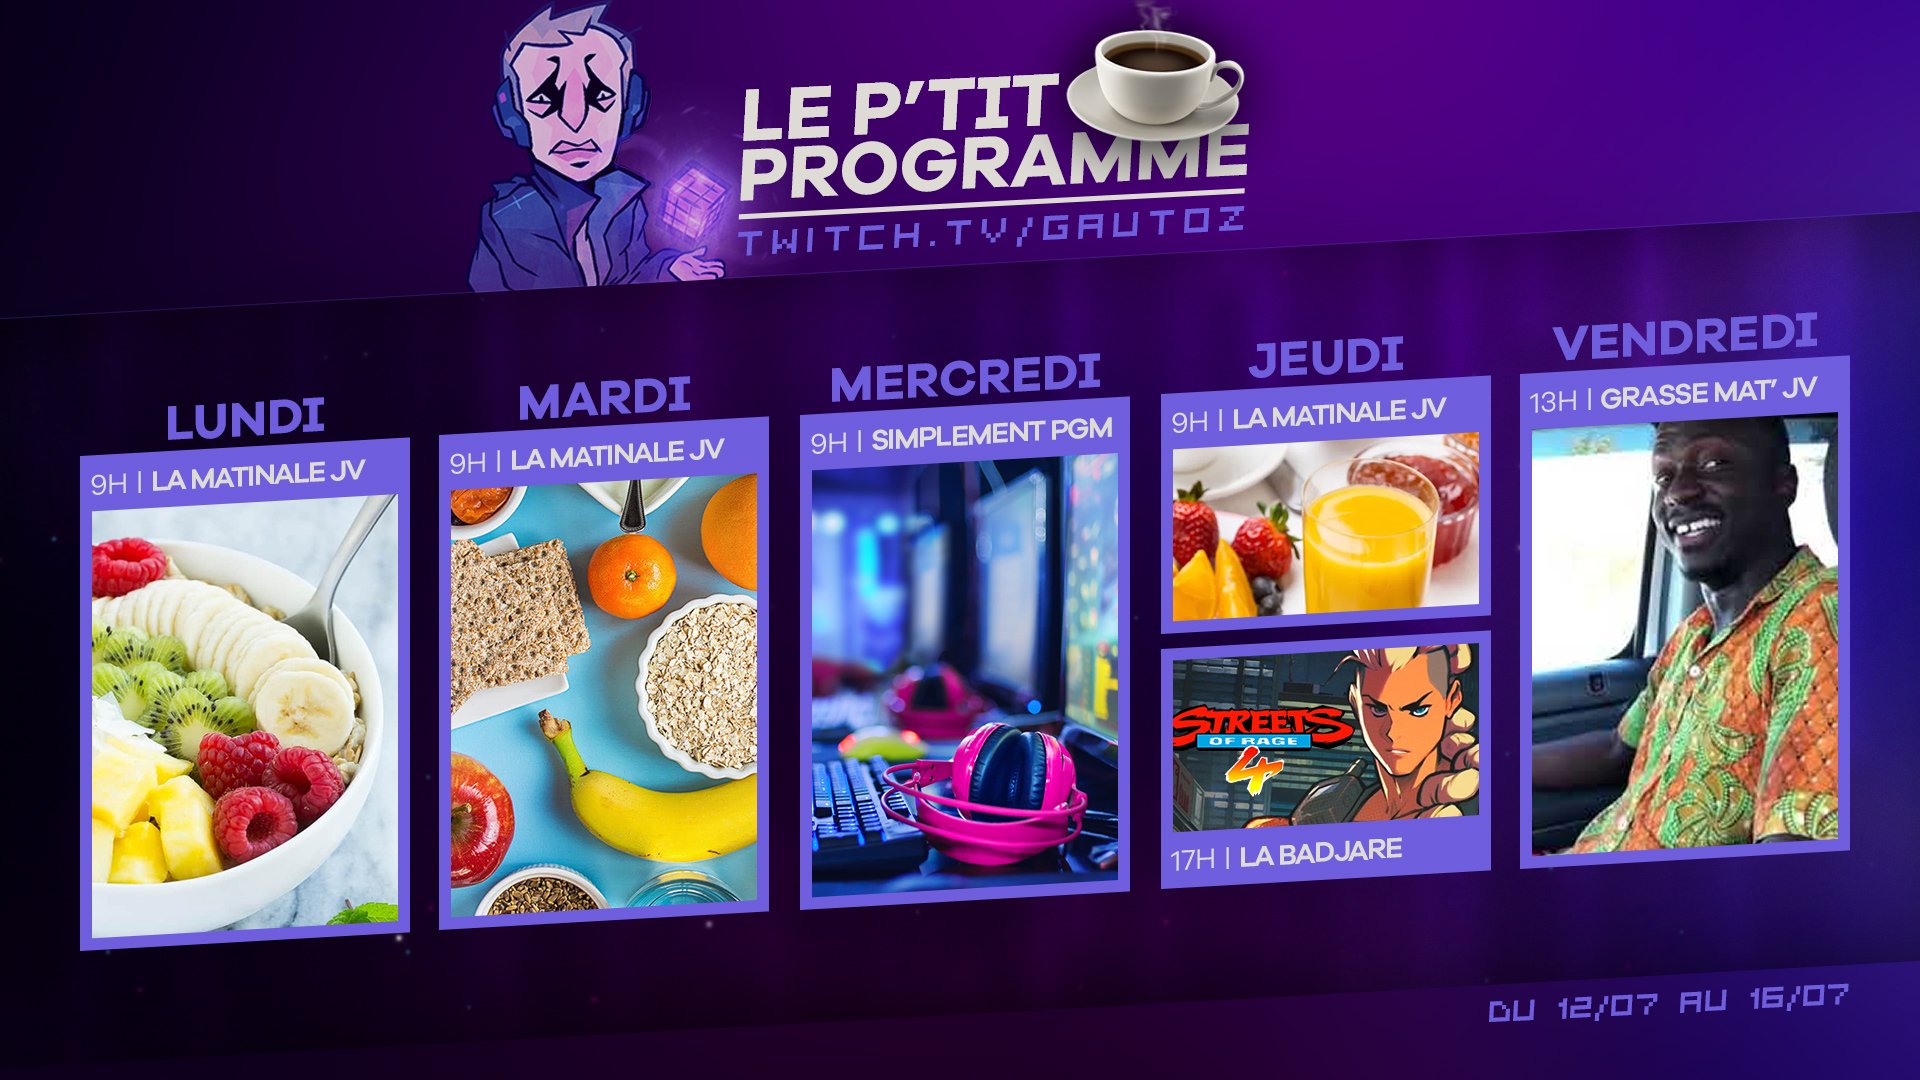 LE P'TIT
PROGRAMME
TWITCH.TV/GAUTOZ
LUNDI
9H | LA MATINALE JV
MARDI
9H | LA MATINALE JV
MERCREDI
9H | SIMPLEMENT PGM
JEUDI
9H | LA MATINALE JV
STREETS
OF RAGE
4
17H | LA BADJARE
VENDREDI
13H | GRASSE MAT' JV
DU 12/07 AU 16/07